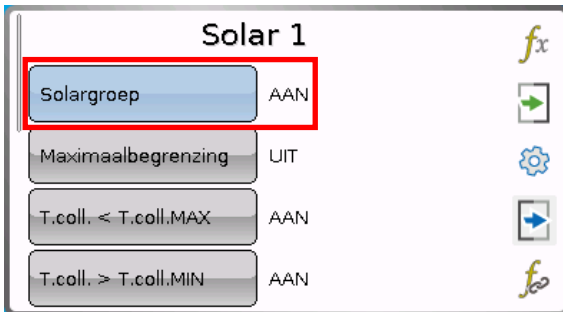 Solar 1
Solargroep AAN
Maximaalbegrenzing UIT
T.coll. < T.coll.MAX AAN
T.coll. > T.coll.MIN AAN